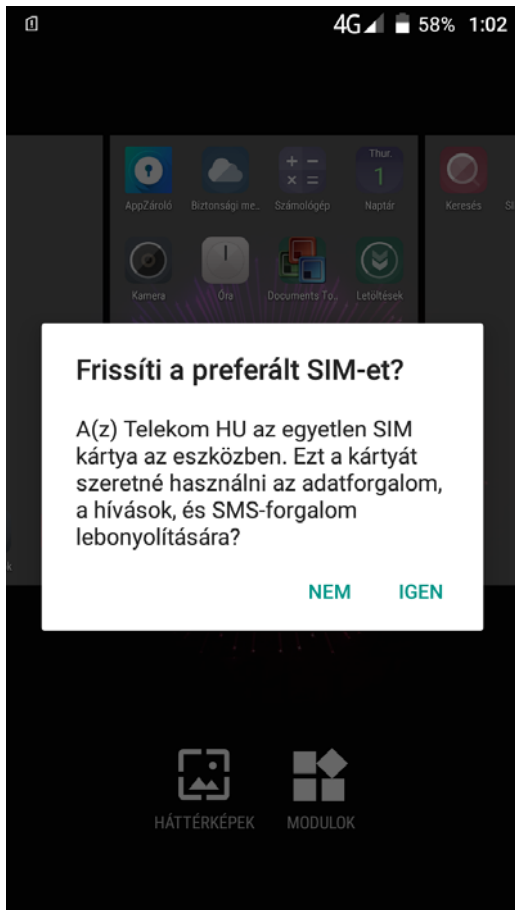 4G 58% 1:02
Thur.
1
AppZároló Biztonsági me.. Számológép Naptár Keresés SI
Kamera Óra Documents To.. Letöltések
Frissíti a preferált SIM-et?
A(z) Telekom HU az egyetlen SIM
kártya az eszközben. Ezt a kártyát
szeretné használni az adatforgalom,
a hívások, és SMS-forgalom
lebonyolítására?
k
NEM IGEN
HÁTTÉRKÉPEK MODULOK